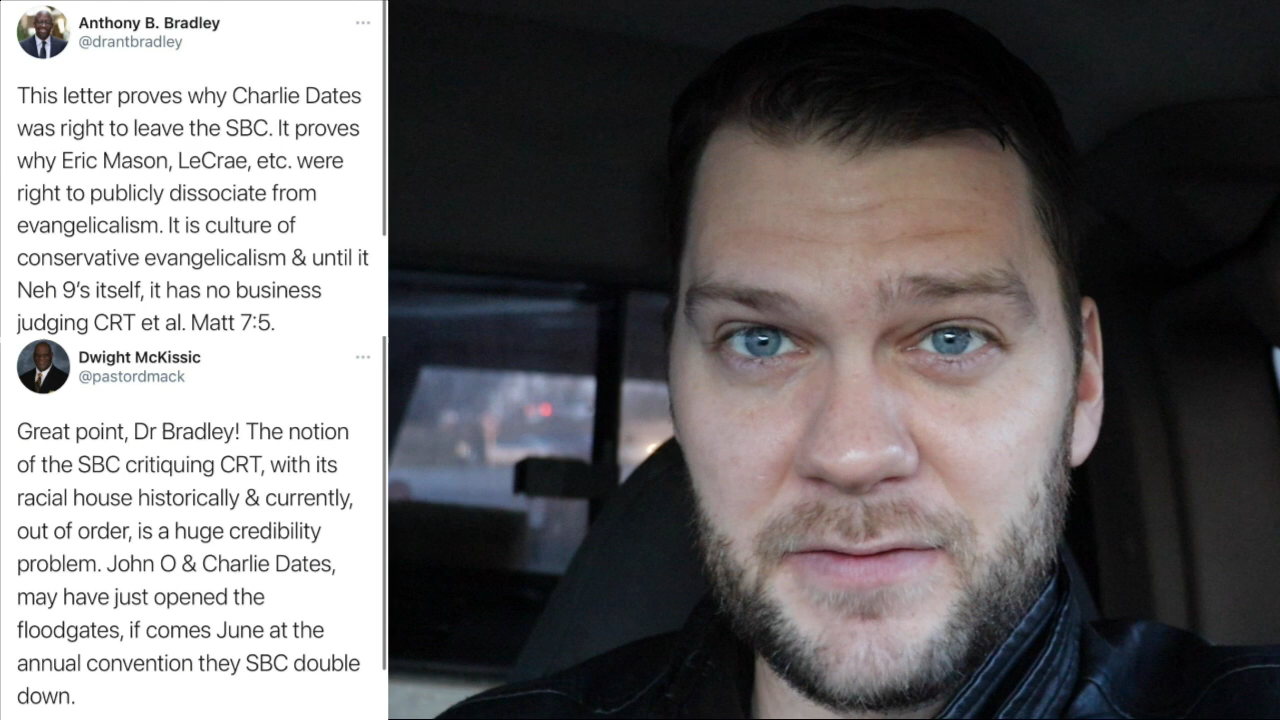 Anthony B. Bradley
@drantbradley
This letter proves why Charlie Dates
was right to leave the SBC. It proves
why Eric Mason, LeCrae, etc. were
right to publicly dissociate from
evangelicalism. It is culture of
conservative evangelicalism & until it
Neh 9's itself, it has no business
judging CRT et al. Matt 7:5.
Dwight McKissic
@pastordmack
Great point, Dr Bradley! The notion
of the SBC critiquing CRT, with its
racial house historically & currently,
out of order, is a huge credibility
problem. John O & Charlie Dates,
may have just opened the
floodgates, if comes June at the
annual convention they SBC double
down.